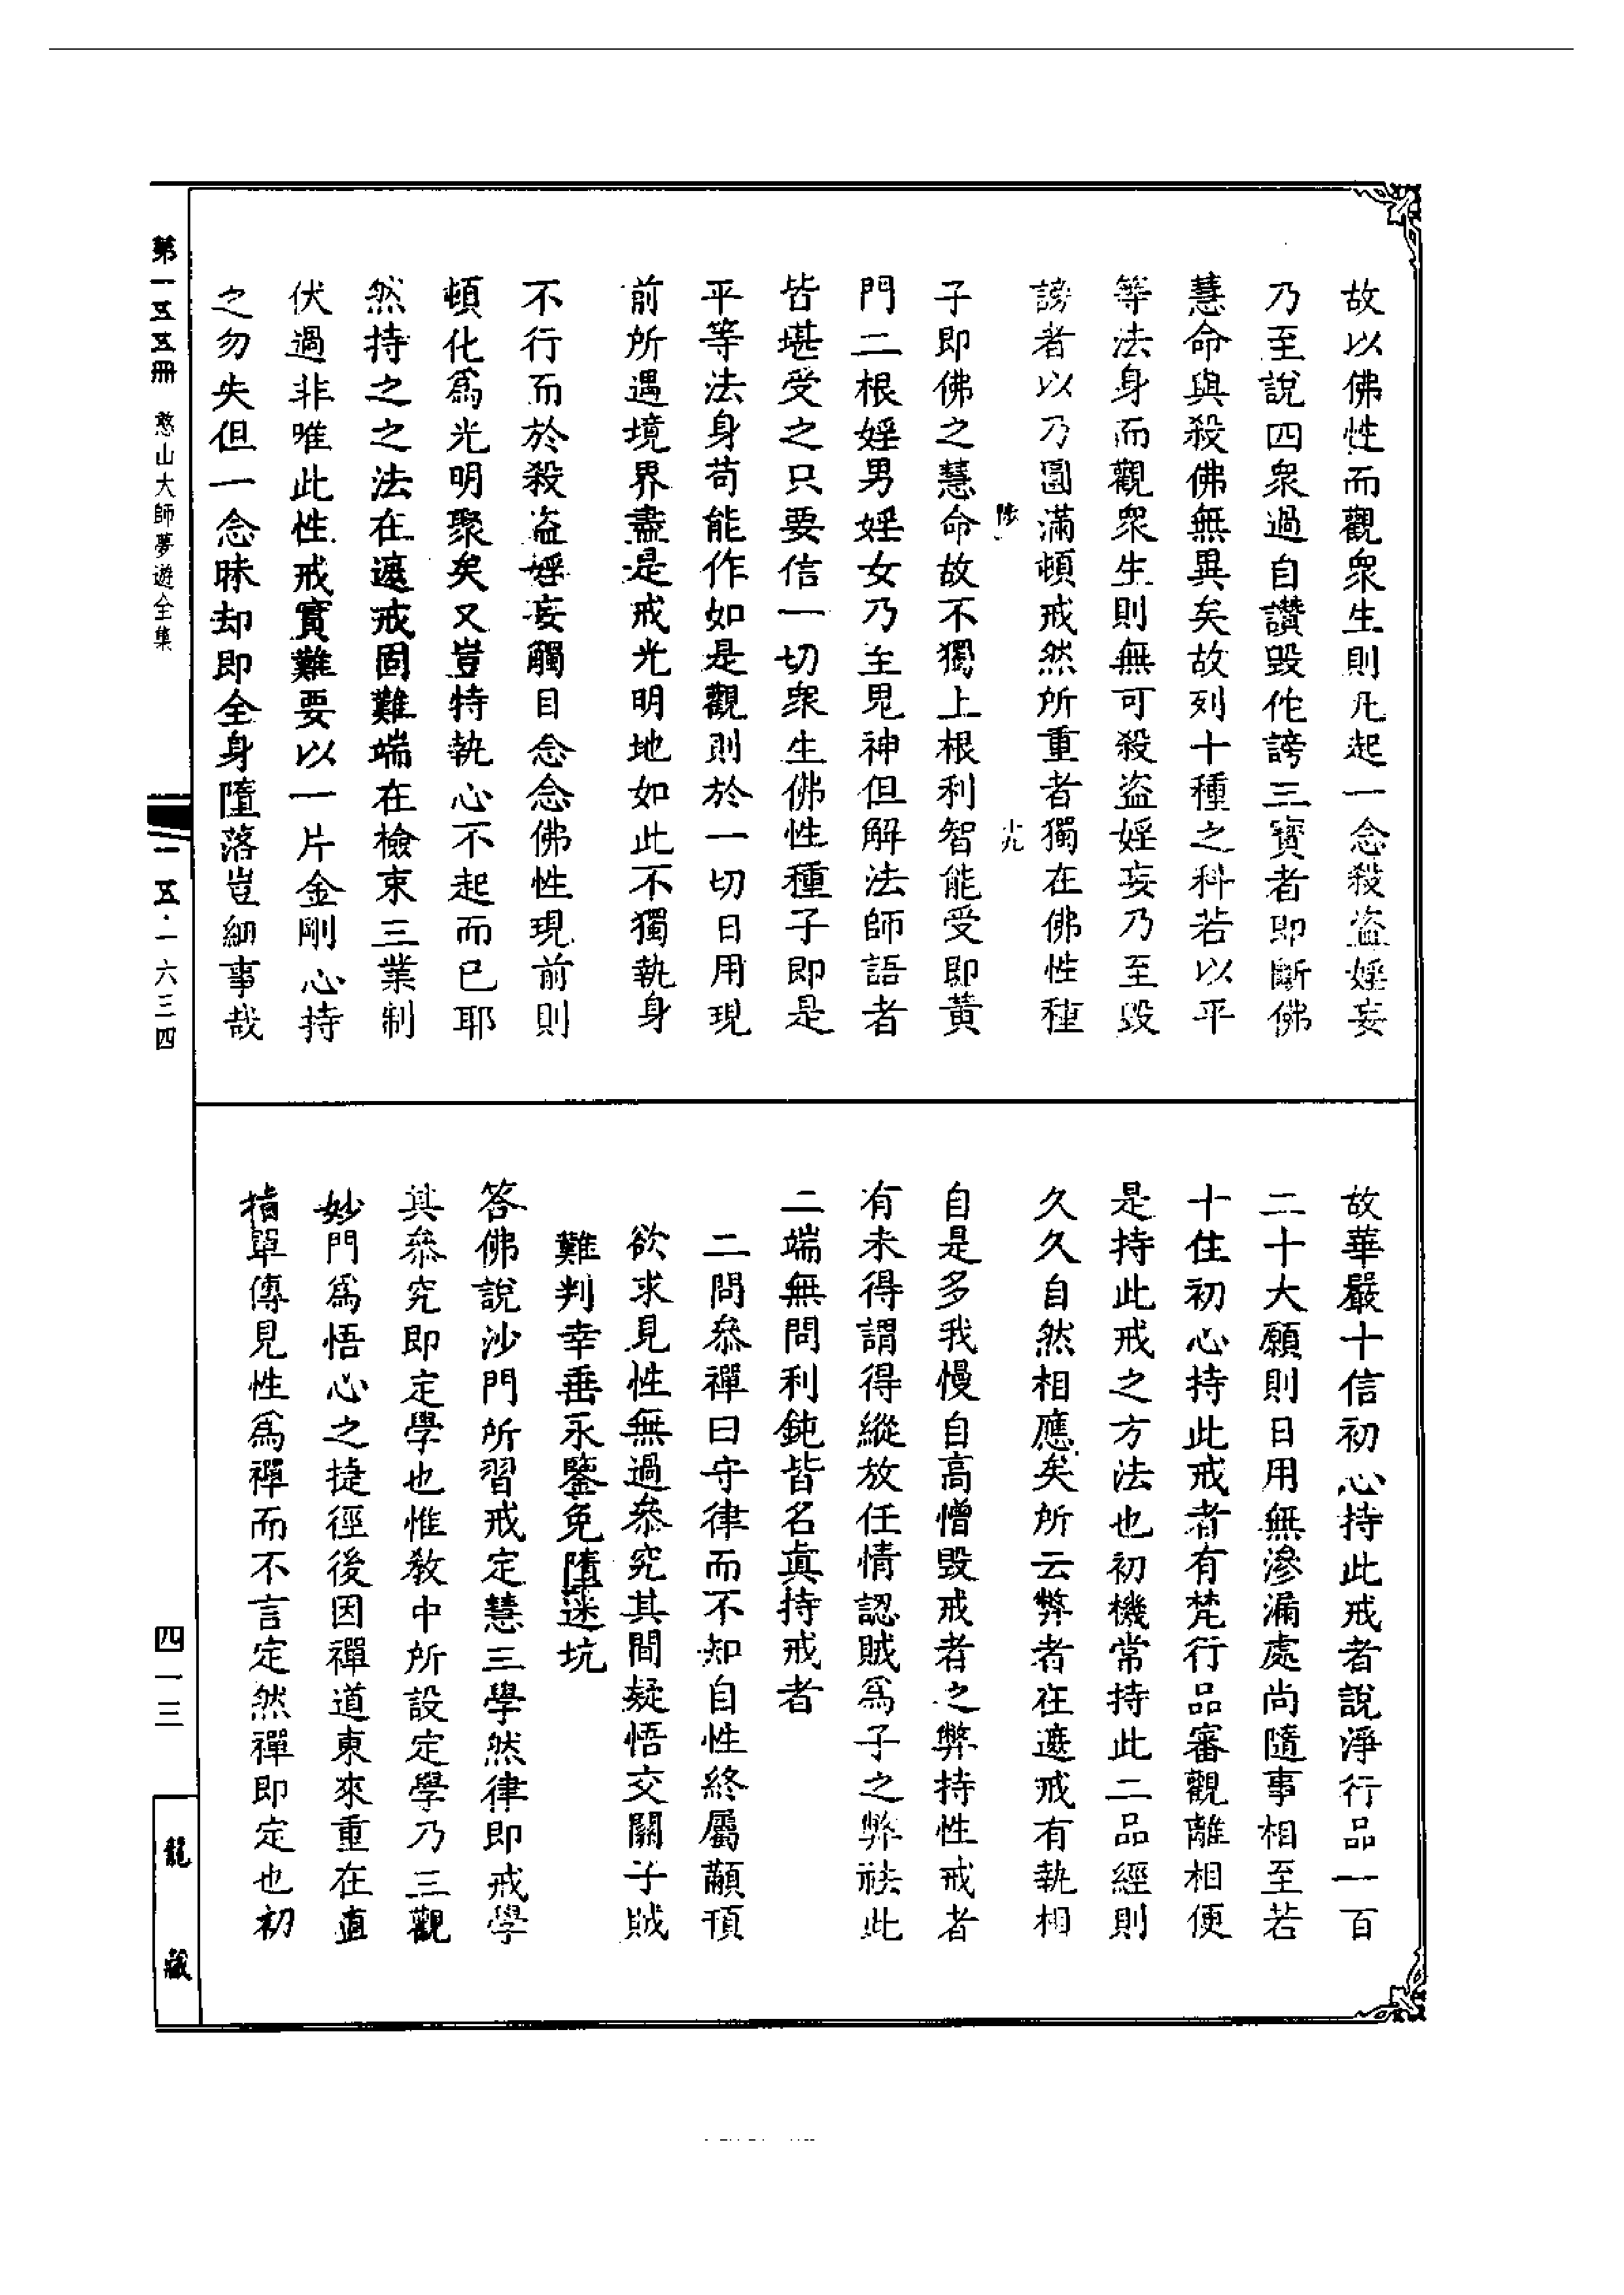 故以佛性而觀衆生則凡起一念殺盜婬妄
乃至說四衆過自讚毀佗謗三寳者即斷佛
慧命與殺佛無異矣故列十種之科若以平
等法身而觀衆生則無可殺盜婬妄乃至毀
謗者以乃圓滿頓戒然所重者獨在佛性種
陟 十九
子即佛之慧命故不獨上根利智能受即黃
門二根婬男婬女乃至鬼神但解法師語者
皆堪受之只要信一切衆生佛性種子即是
平等法身苟能作如是觀則於一切日用現
前所遇境界盡是戒光明地如此不獨執身
不行而於殺盜婬妄觸目念念佛性現前則
頓化爲光明聚矣又豈特執心不起而已耶
然持之之法在遮戒固難端在檢束三業制
伏過非唯此性戒實難要以一片金剛心持
之勿失但一念昧却即全身墮落豈細事哉
故華嚴十信初心持此戒者說淨行品一百
二十大願則日用無滲漏處尚隨事相至若
十住初心持此戒者有梵行品審觀離相便
是持此戒之方法也初機常持此二品經則
久久自然相應矣所云弊者在遮戒有執相
自是多我慢自高憎毀戒者之弊持性戒者
有未得謂得縱放任情認賊爲子之弊祛此
二端無問利鈍皆名真持戒者
二問叅禪曰守律而不知自性終屬顢頇
欲求見性無過叅究其間疑悟交關子賊
難判幸垂永鑒免墮迷坑
答佛說沙門所習戒定慧三學然律即戒學
其叅究即定學也惟教中所設定學乃三觀
妙門爲悟心之捷徑後因禪道東來重在直
指單傳見性爲禪而不言定然禪即定也初
第一五五冊 憨山大師夢遊全集
一五·一六三四
四一三
龍藏